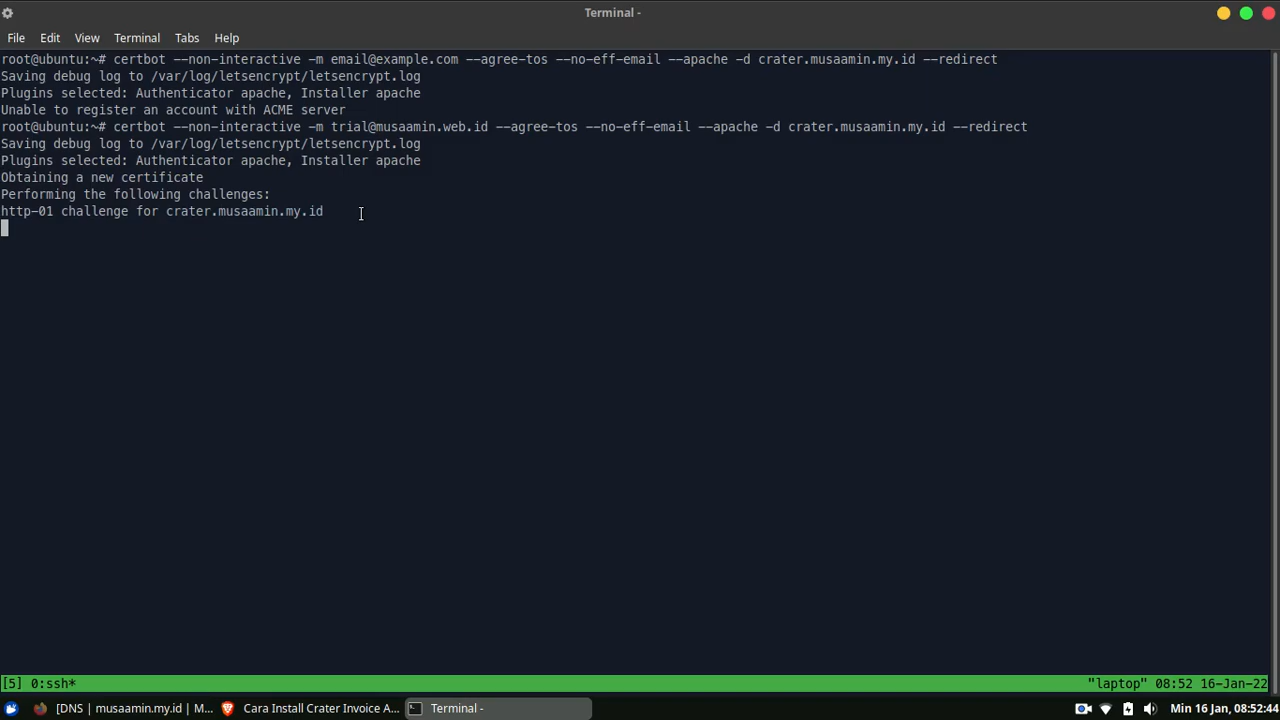 Terminal -
File Edit View Terminal Tabs Help
root@ubuntu:~# certbot --non-interactive -m email@example.com --agree-tos --no-eff-email --apache -d crater.musaamin.my.id --redirect
Saving debug log to /var/log/letsencrypt/letsencrypt.log
Plugins selected: Authenticator apache, Installer apache
Unable to register an account with ACME server
root@ubuntu:~# certbot --non-interactive -m trial@musaamin.web.id --agree-tos --no-eff-email --apache -d crater.musaamin.my.id --redirect
Saving debug log to /var/log/letsencrypt/letsencrypt.log
Plugins selected: Authenticator apache, Installer apache
Obtaining a new certificate
Performing the following challenges:
http-01 challenge for crater.musaamin.my.id
[5] 0:ssh* "laptop" 08:52 16-Jan-22
[DNS | musaamin.my.id | M... Cara Install Crater Invoice A... Terminal - Min 16 Jan, 08:52:44